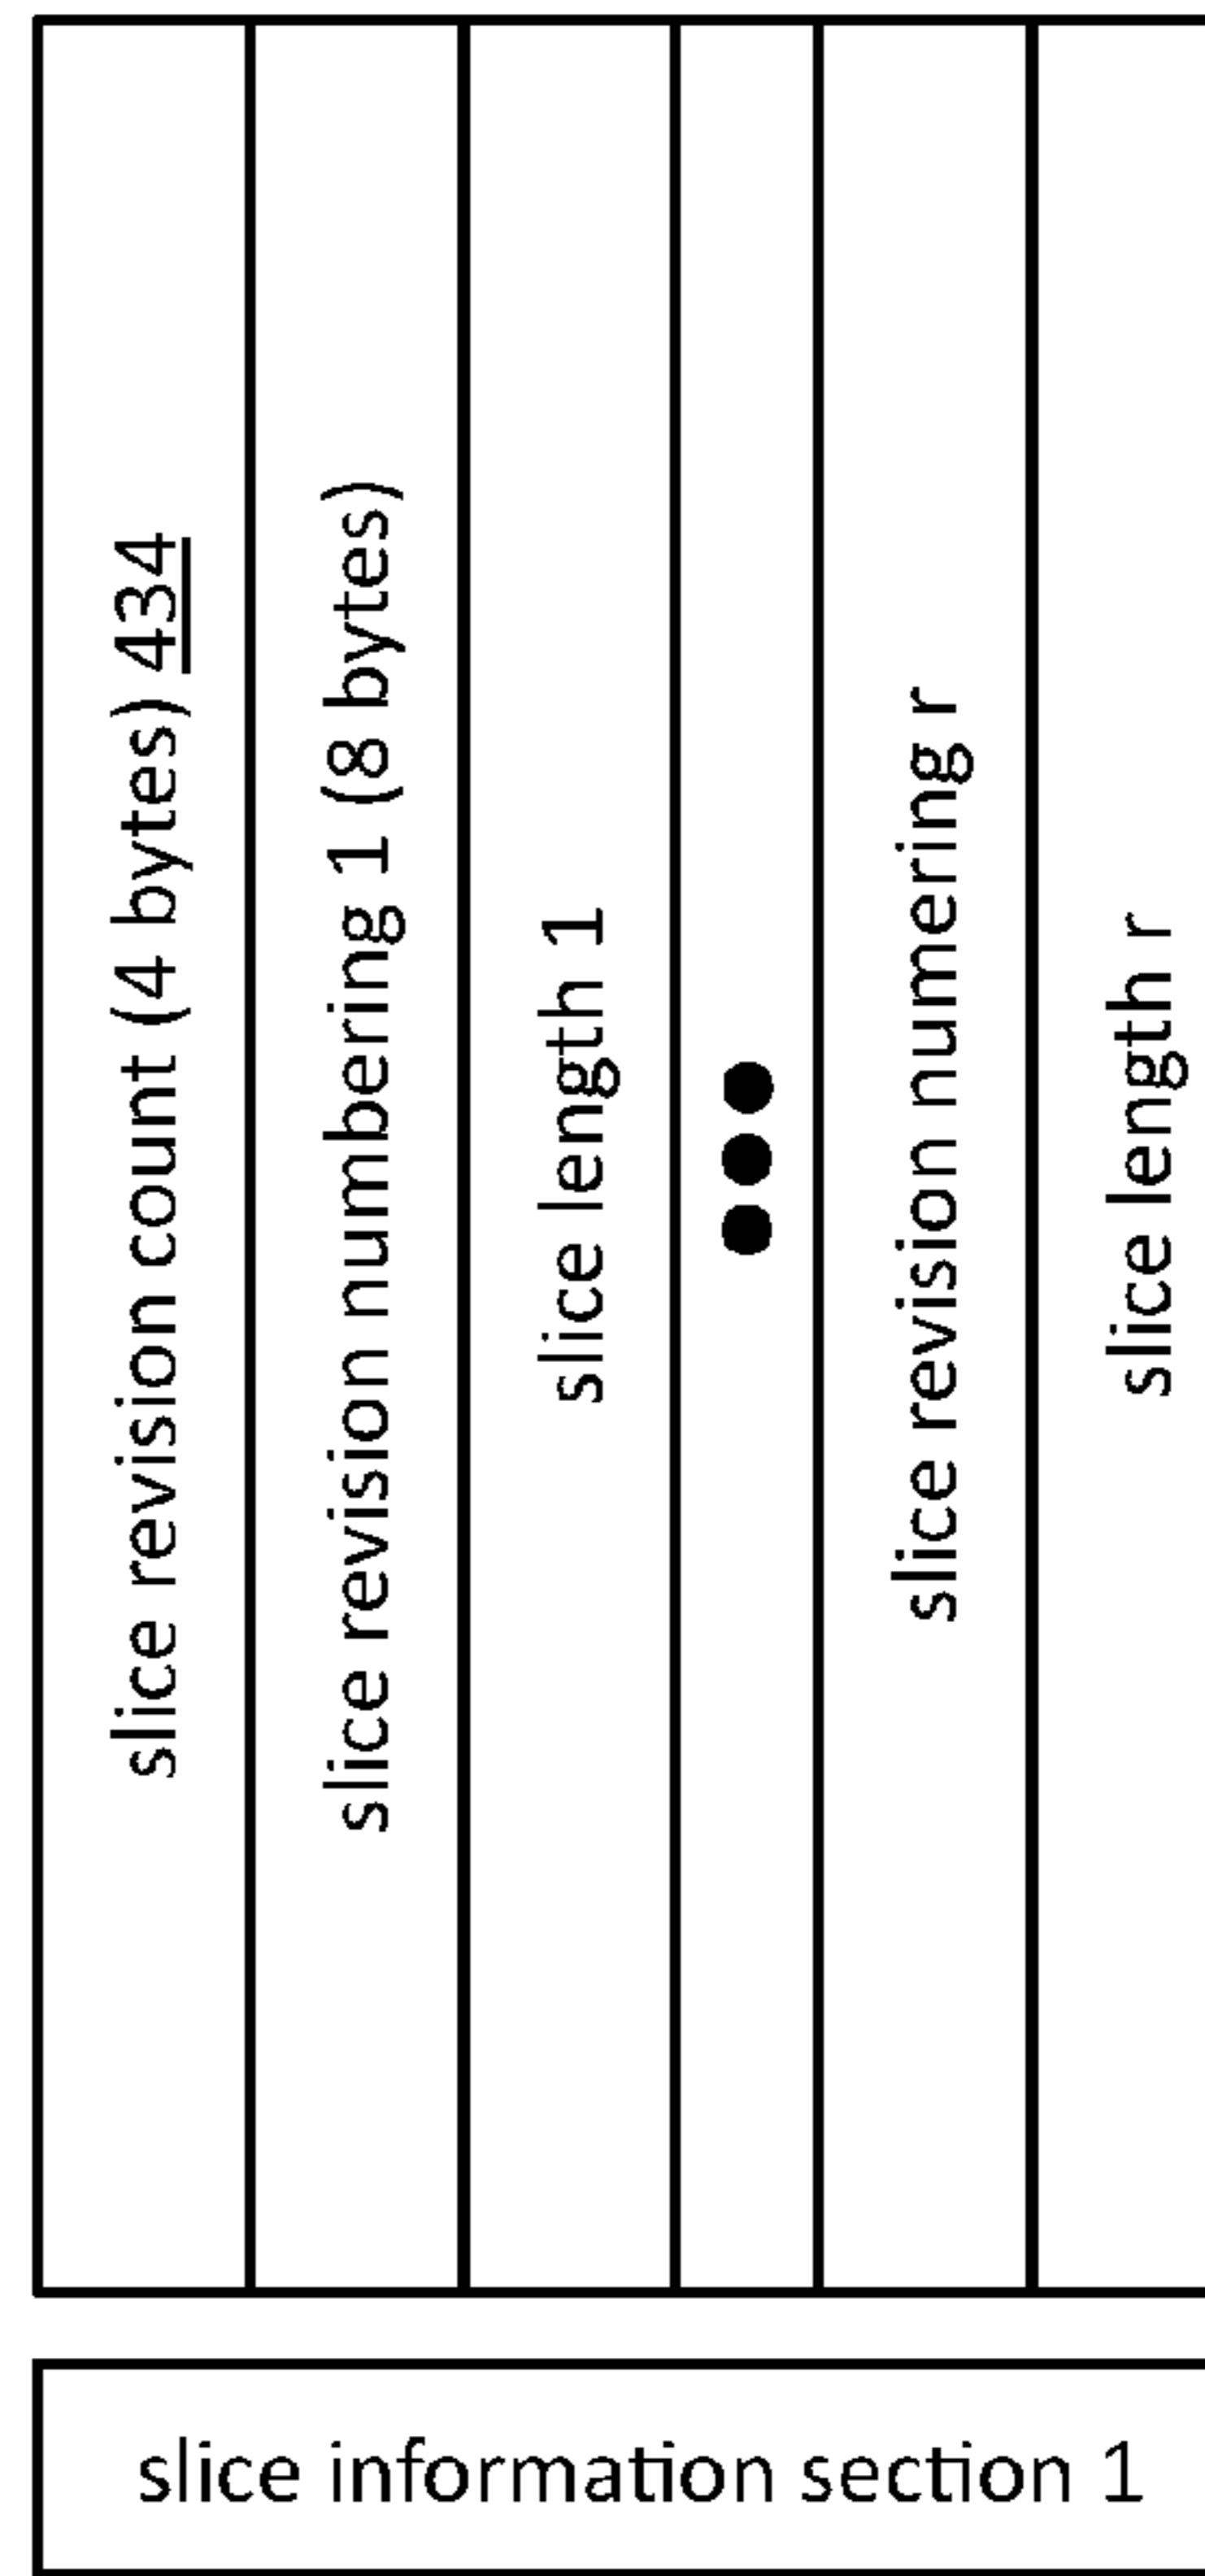 slice revision count (4 bytes) 434
slice revision numbering 1 (8 bytes)
slice length 1
slice revision numering r
slice length r
slice information section 1